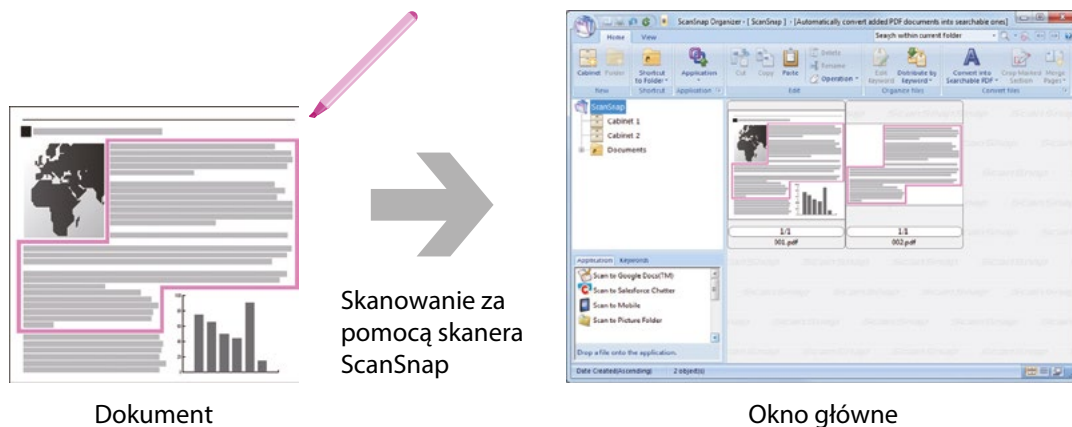 ScanSnap Organizer - [ ScanSnap ] - [Automatically convert added PDF documents into searchable ones]
Home View
Search within current folder
Cabinet Folder
Shortcut to Folder
Application
Cut Copy Paste
Delete
Rename
Operation
Edit Keyword
Distribute by keyword
Convert into Searchable PDF
Crop Marked Section
Merge Pages
New Shortcut Application Edit Organize files Convert files
ScanSnap
Cabinet 1
Cabinet 2
Documents
1/1 1/1
001.pdf 002.pdf
Application Keywords
Scan to Google Docs(TM)
Scan to Salesforce Chatter
Scan to Mobile
Scan to Picture Folder
Drop a file onto the application.
Date Created(Ascending) 2 object(s)
Skanowanie za
pomocą skanera
ScanSnap
Dokument
Okno główne